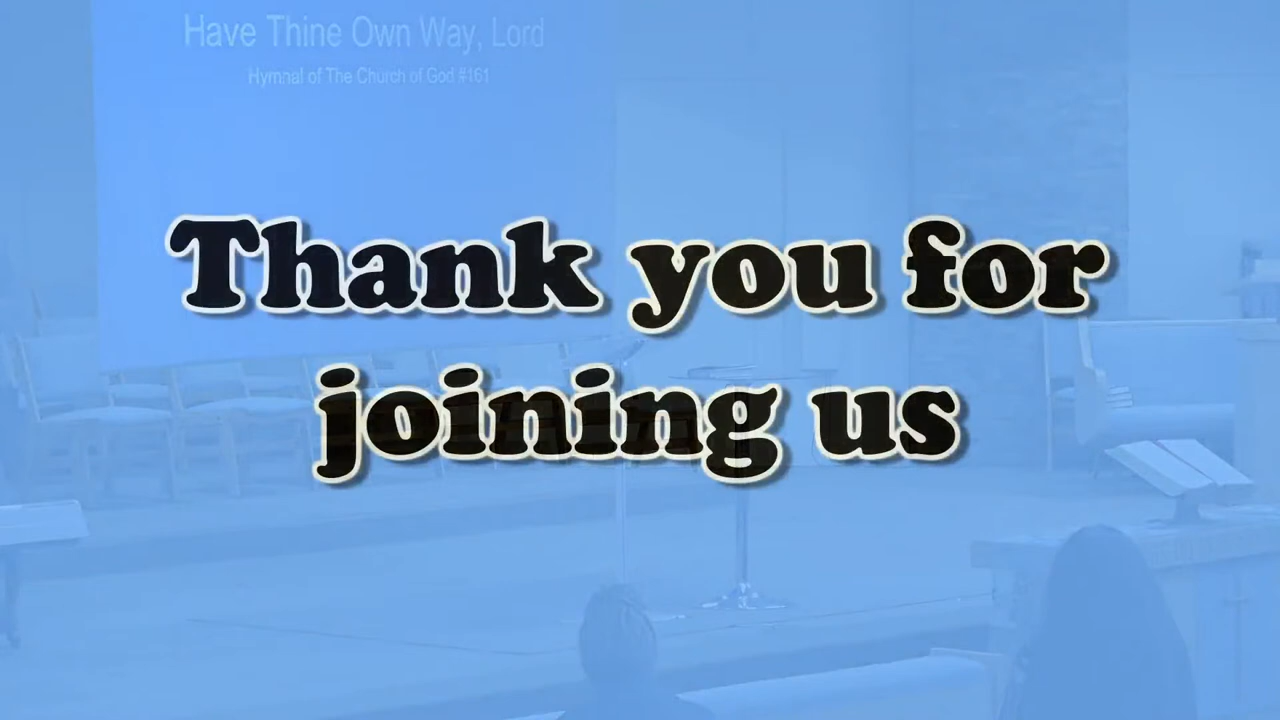 Have Thine Own Way, Lord
Hymnal of The Church of God #161
Thank you for
joining us